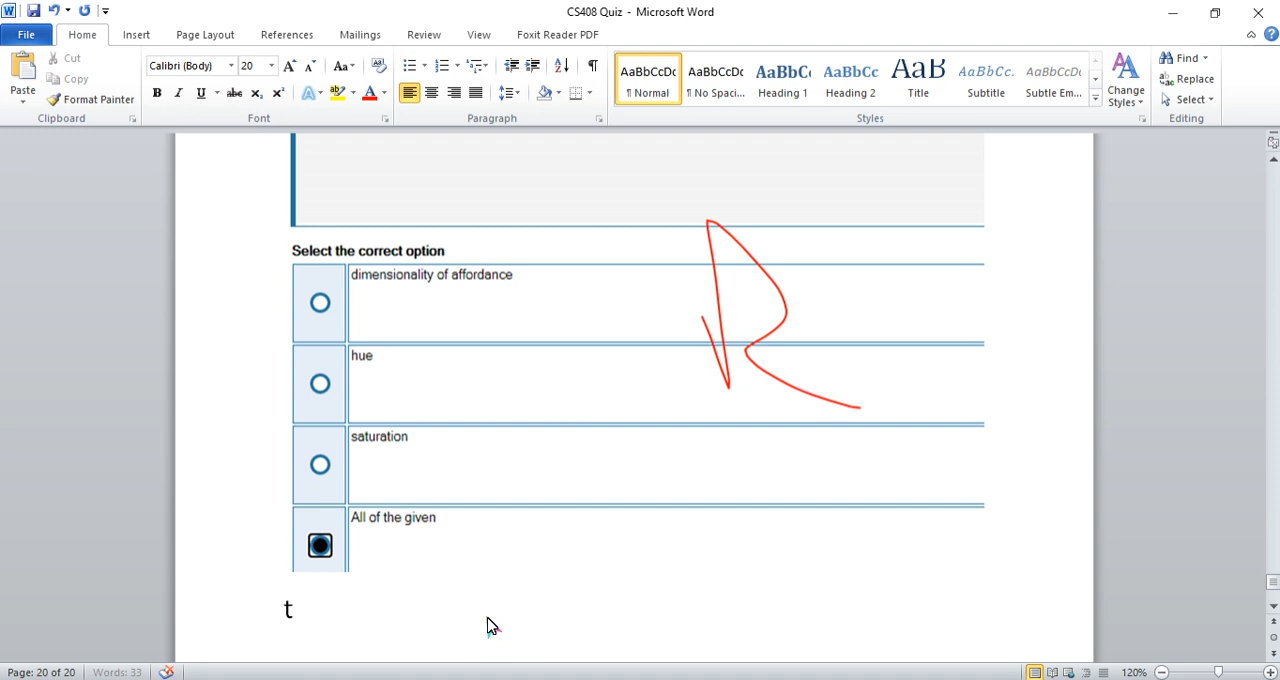 CS408 Quiz - Microsoft Word
File Home Insert Page Layout References Mailings Review View Foxit Reader PDF
Paste
Cut
Copy
Format Painter
Clipboard
Calibri (Body) 20
Font
Paragraph
AaBbCcDc AaBbCcDc AaBbC AaBbCc AaB AaBbCc. AaBbCcDc
¶ Normal ¶ No Spac... Heading 1 Heading 2 Title Subtitle Subtle Em...
Change Styles
Styles
Find
Replace
Select
Editing
Select the correct option
dimensionality of affordance
hue
saturation
All of the given
R
t
Page: 20 of 20 Words: 33 120%